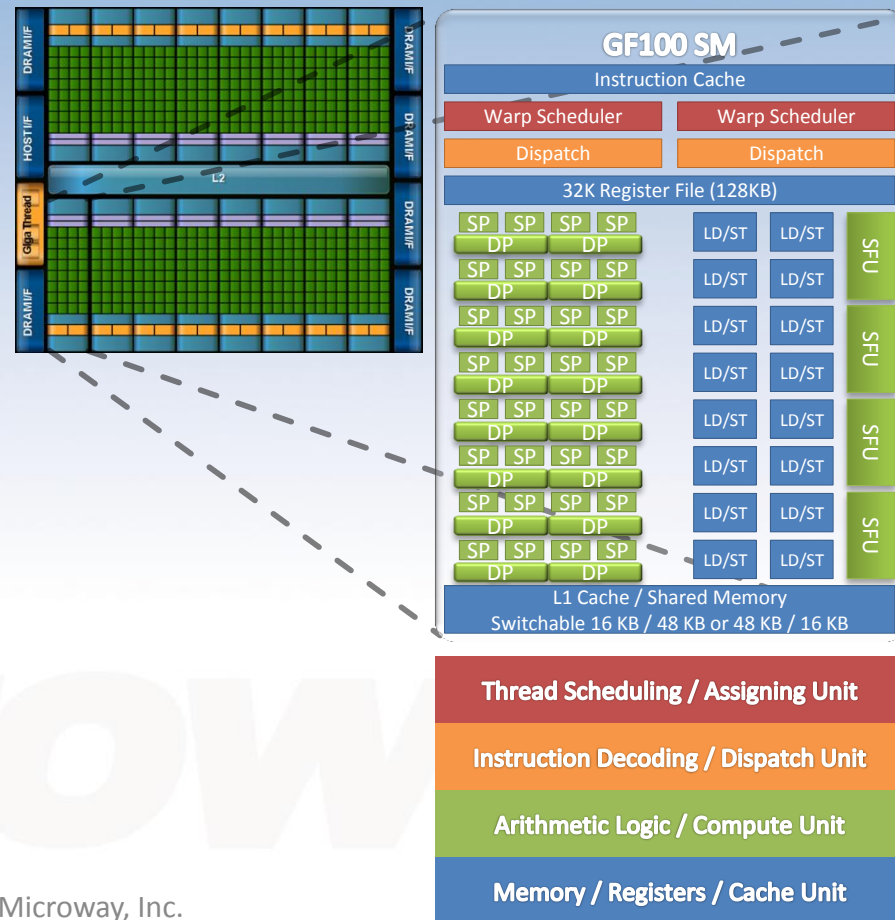 DRAMI/F
HOST I/F
Giga Thread
DRAMI/F
L2
DRAMI/F
DRAMI/F
DRAMI/F
DRAMI/F
GF100 SM
Instruction Cache
Warp Scheduler Warp Scheduler
Dispatch Dispatch
32K Register File (128KB)
SP SP SP SP LD/ST LD/ST SFU
DP DP
SP SP SP SP LD/ST LD/ST
DP DP
SP SP SP SP LD/ST LD/ST SFU
DP DP
SP SP SP SP LD/ST LD/ST
DP DP
SP SP SP SP LD/ST LD/ST SFU
DP DP
SP SP SP SP LD/ST LD/ST
DP DP
SP SP SP SP LD/ST LD/ST SFU
DP DP
SP SP SP SP LD/ST LD/ST
DP DP
L1 Cache / Shared Memory
Switchable 16 KB / 48 KB or 48 KB / 16 KB
Thread Scheduling / Assigning Unit
Instruction Decoding / Dispatch Unit
Arithmetic Logic / Compute Unit
Memory / Registers / Cache Unit
Microway, Inc.